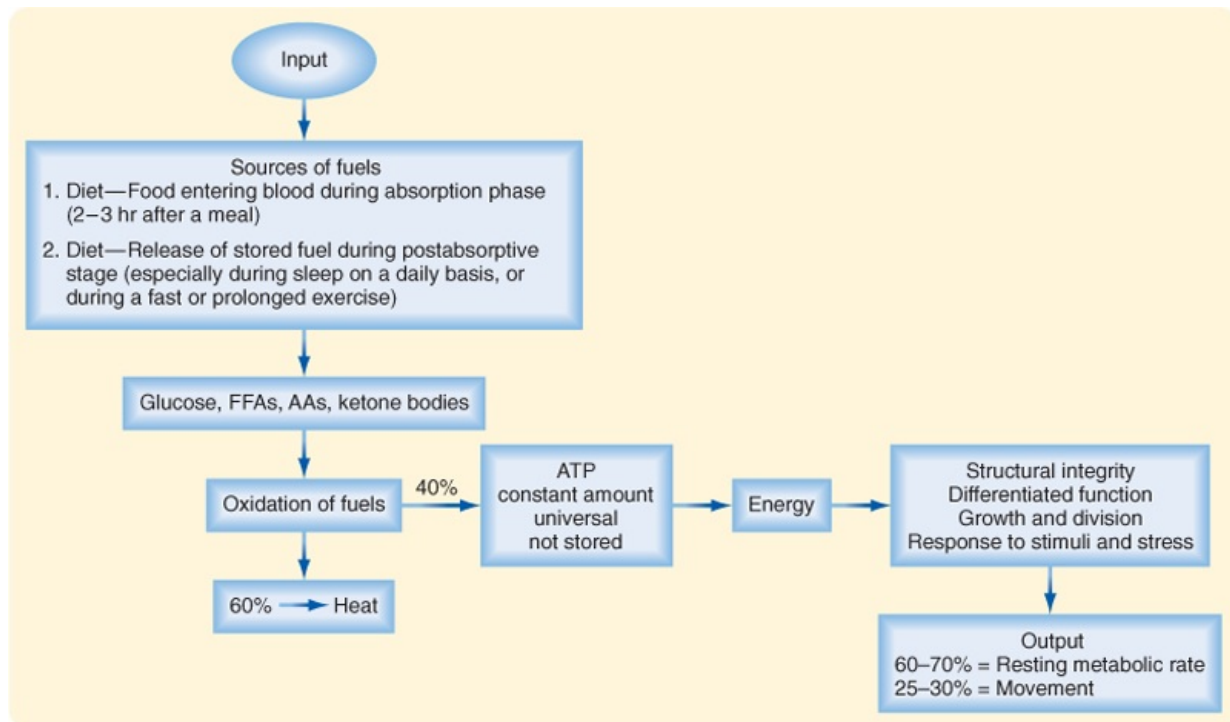 Input
Sources of fuels
1. Diet—Food entering blood during absorption phase
(2–3 hr after a meal)
2. Diet—Release of stored fuel during postabsorptive
stage (especially during sleep on a daily basis, or
during a fast or prolonged exercise)
Glucose, FFAs, AAs, ketone bodies
Oxidation of fuels
40%
ATP
constant amount
universal
not stored
Energy
Structural integrity
Differentiated function
Growth and division
Response to stimuli and stress
60%
Heat
Output
60–70% = Resting metabolic rate
25–30% = Movement